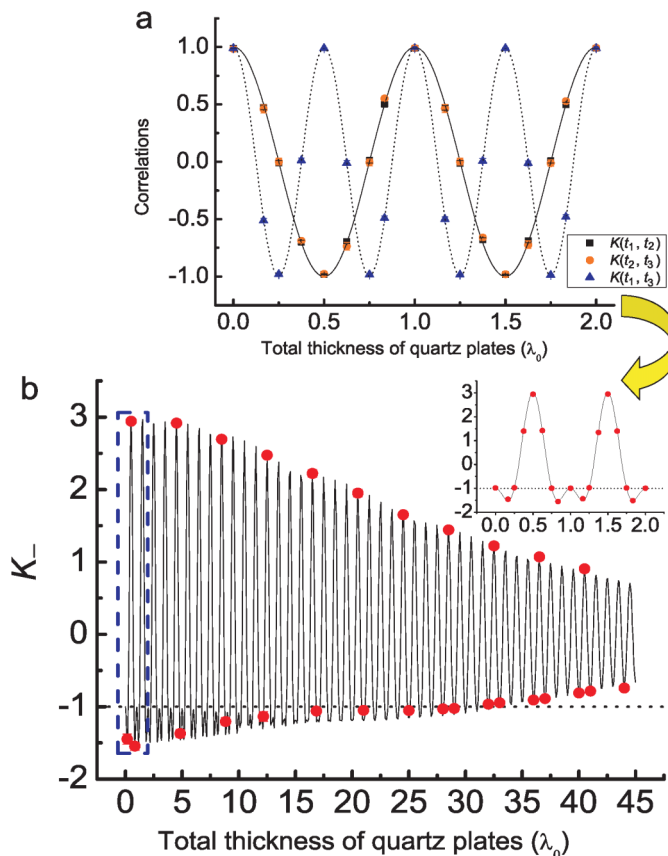 a
1.0
0.5
0.0
-0.5
-1.0
Correlations
0.0 0.5 1.0 1.5 2.0
Total thickness of quartz plates (λ₀)
K(t₁, t₂)
K(t₂, t₃)
K(t₁, t₃)
b
3
2
1
0
-1
-2
K₋
0 5 10 15 20 25 30 35 40 45
Total thickness of quartz plates (λ₀)
3
2
1
0
-1
-2
0.0 0.5 1.0 1.5 2.0